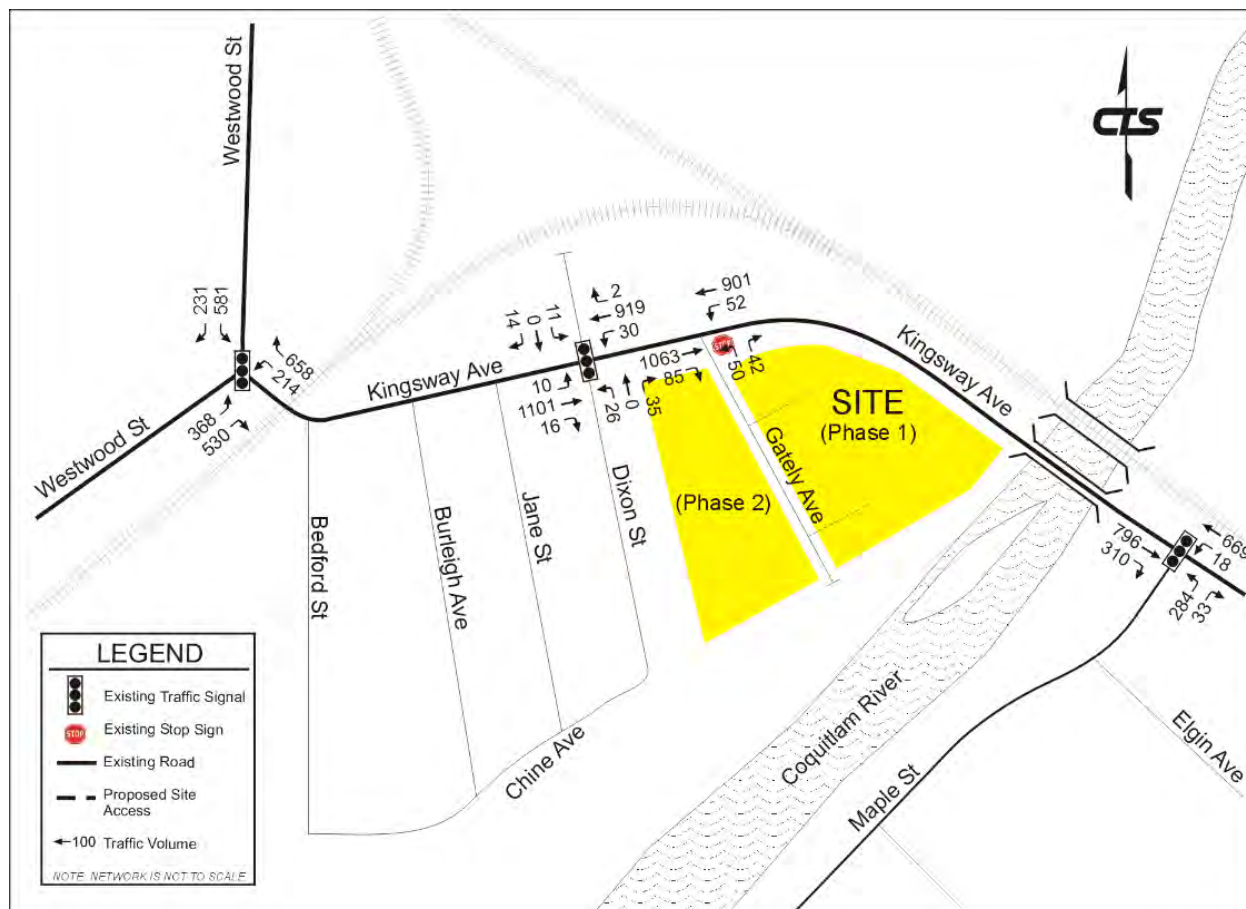 Westwood St
CTS
231
581
658
214
368
530
Westwood St
Kingsway Ave
14
0
11
2
919
30
10
1101
16
26
0
35
901
52
1063
85
STOP
50
42
SITE
(Phase 1)
(Phase 2)
Gately Ave
Kingsway Ave
Dixon St
Jane St
Burleigh Ave
Bedford St
Chine Ave
Coquitlam River
Maple St
Elgin Ave
796
310
669
18
284
33
LEGEND
Existing Traffic Signal
STOP Existing Stop Sign
Existing Road
Proposed Site
Access
100 Traffic Volume
NOTE: NETWORK IS NOT TO SCALE